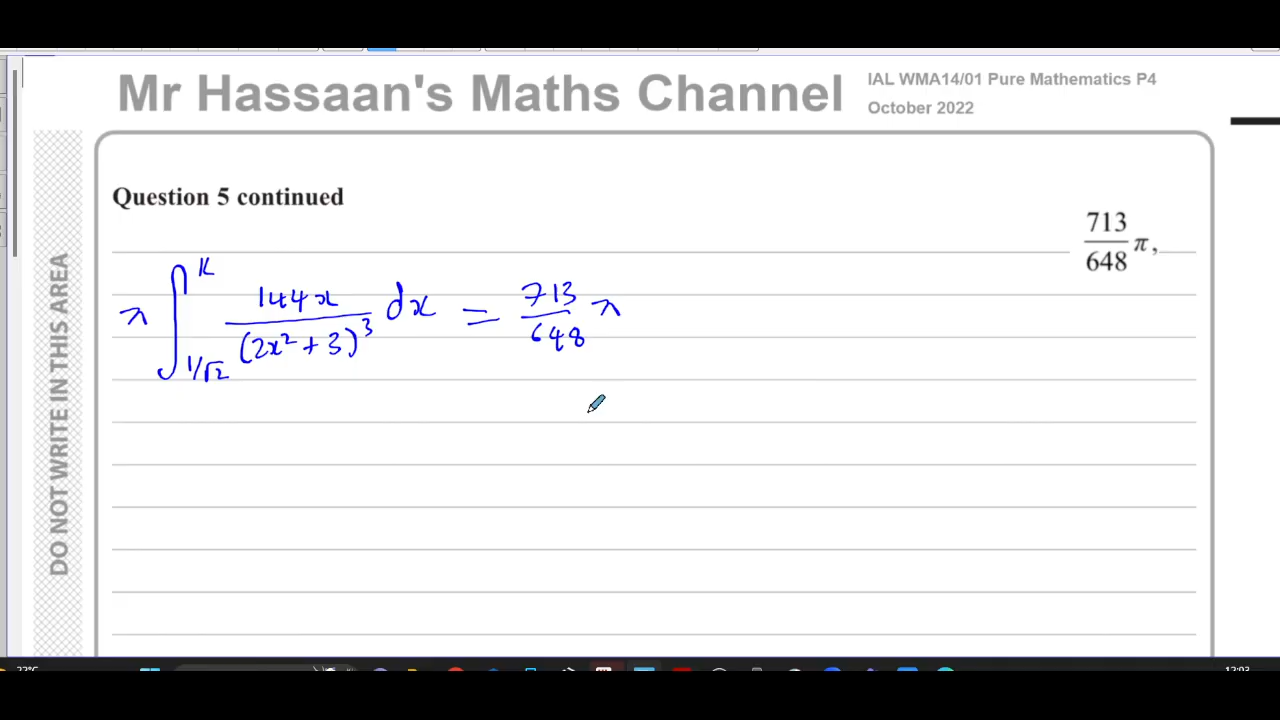 Mr Hassaan's Maths Channel
IAL WMA14/01 Pure Mathematics P4
October 2022
Question 5 continued
713/648 π,
π ∫_{1/√2}^{k} 144x/(2x² + 3)³ dx = 713/648 π
DO NOT WRITE IN THIS AREA